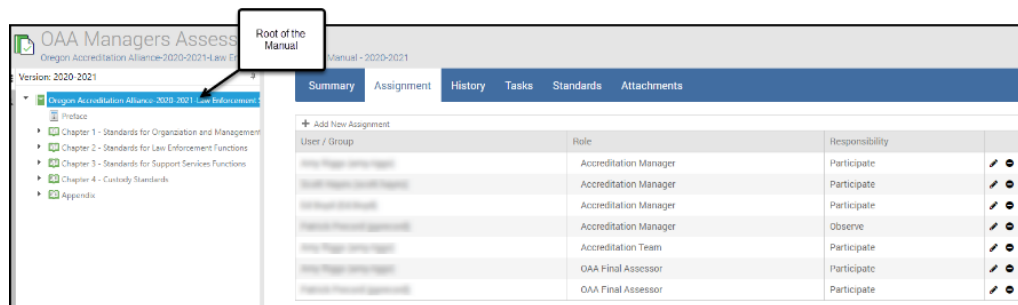 Root of the
Manual
OAA Managers Assess
Oregon Accreditation Alliance-2020-2021-Law En
Manual - 2020-2021
Version: 2020-2021
Oregon Accreditation Alliance-2020-2021-Law Enforcement S
Preface
Chapter 1 - Standards for Organziation and Management
Chapter 2 - Standards for Law Enforcement Functions
Chapter 3 - Standards for Support Services Functions
Chapter 4 - Custody Standards
Appendix
Summary Assignment History Tasks Standards Attachments
Add New Assignment
User / Group Role Responsibility
Accreditation Manager Participate
Accreditation Manager Participate
Accreditation Manager Participate
Accreditation Manager Observe
Accreditation Team Participate
OAA Final Assessor Participate
OAA Final Assessor Participate